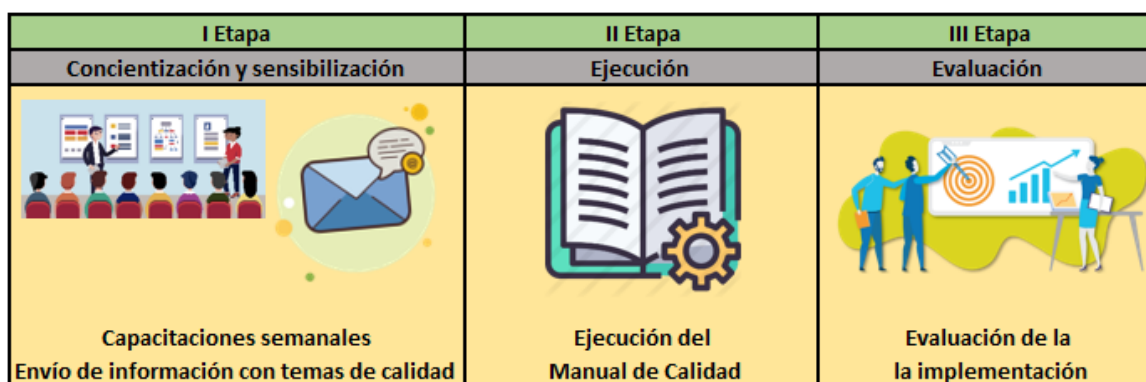 I Etapa
II Etapa
III Etapa
Concientización y sensibilización
Ejecución
Evaluación
Capacitaciones semanales
Envío de información con temas de calidad
Ejecución del
Manual de Calidad
Evaluación de la
la implementación